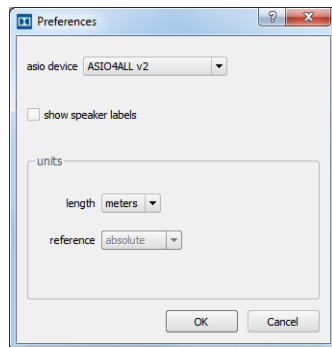 Preferences
asio device ASIO4ALL v2
show speaker labels
units
length meters
reference absolute
OK Cancel